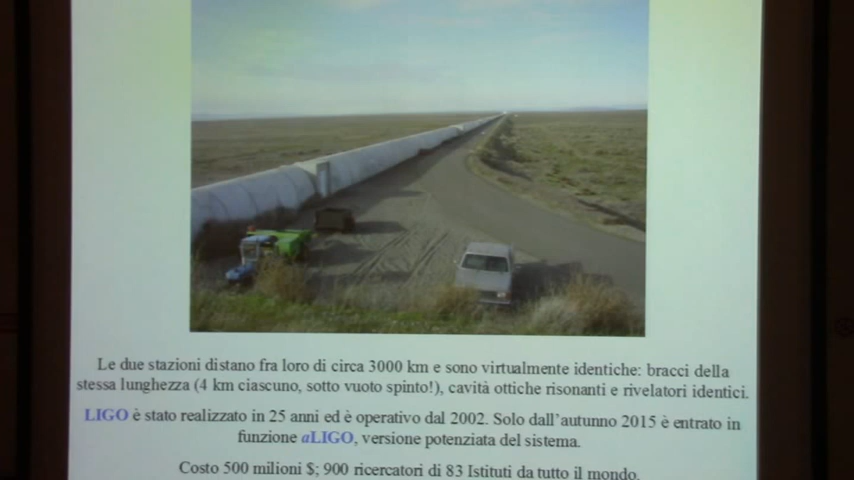 Le due stazioni distano fra loro di circa 3000 km e sono virtualmente identiche: bracci della
stessa lunghezza (4 km ciascuno, sotto vuoto spinto!), cavità ottiche risonanti e rivelatori identici.
LIGO è stato realizzato in 25 anni ed è operativo dal 2002. Solo dall'autunno 2015 è entrato in
funzione aLIGO, versione potenziata del sistema.
Costo 500 milioni $; 900 ricercatori di 83 Istituti da tutto il mondo.